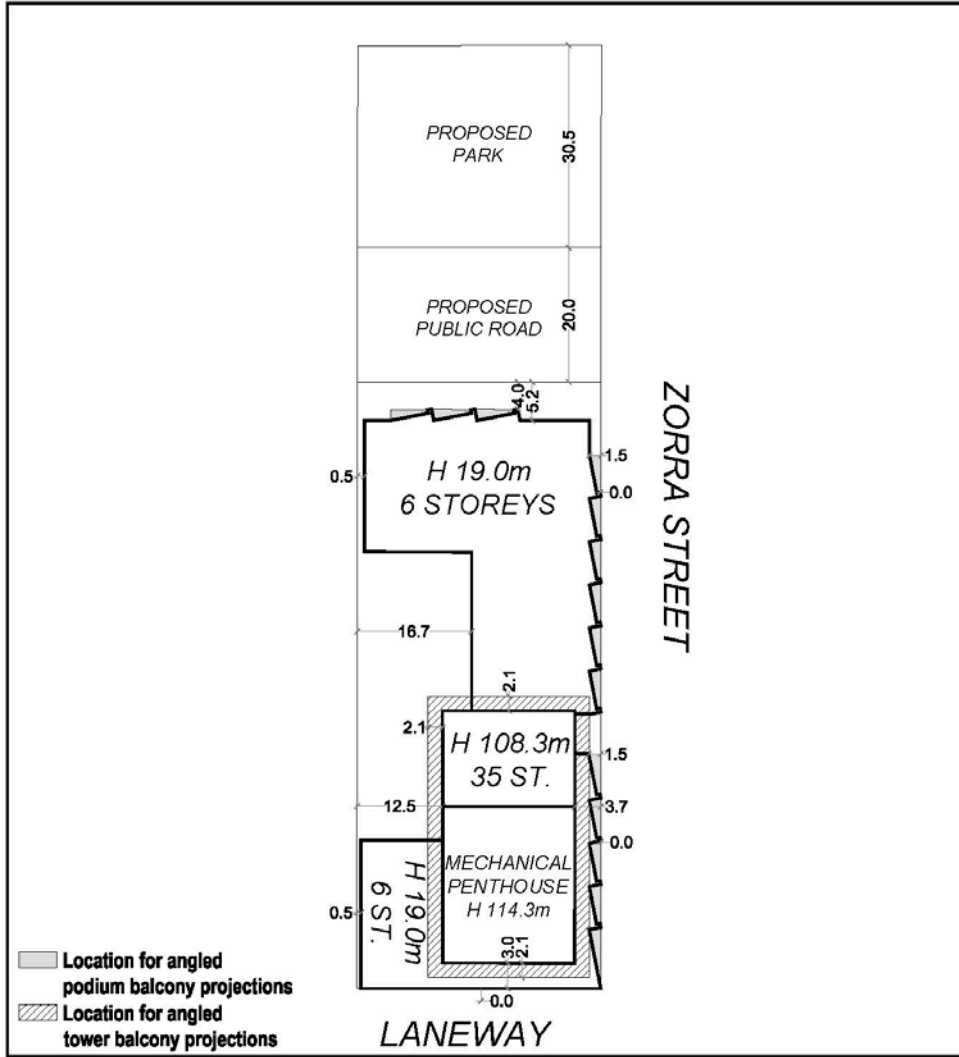 PROPOSED
PARK
30.5
PROPOSED
PUBLIC ROAD
20.0
4.0
5.2
ZORRA STREET
1.5
0.5
H 19.0m
6 STOREYS
0.0
16.7
2.1
2.1
H 108.3m
35 ST.
1.5
12.5
3.7
0.0
MECHANICAL
PENTHOUSE
H 114.3m
H 19.0m
6 ST.
0.5
3.0
2.1
Location for angled
podium balcony projections
Location for angled
tower balcony projections
0.0
LANEWAY